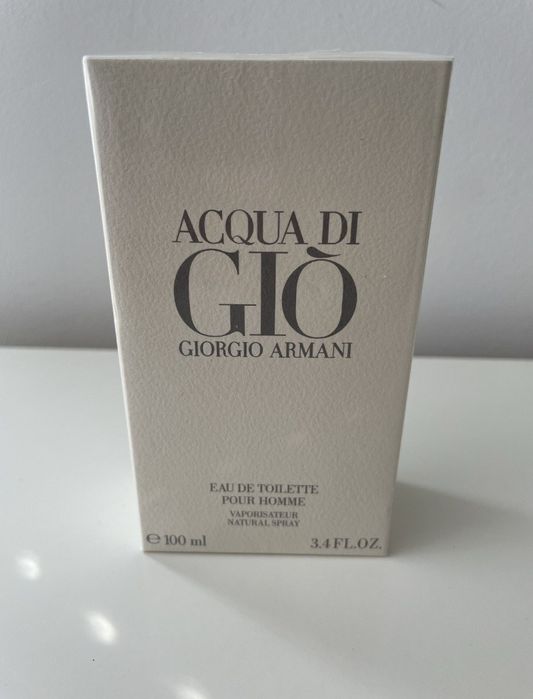 ACQUA DI
GIÒ
GIORGIO ARMANI
EAU DE TOILETTE
POUR HOMME
VAPORISATEUR
NATURAL SPRAY
℮ 100 ml 3.4 FL.OZ.